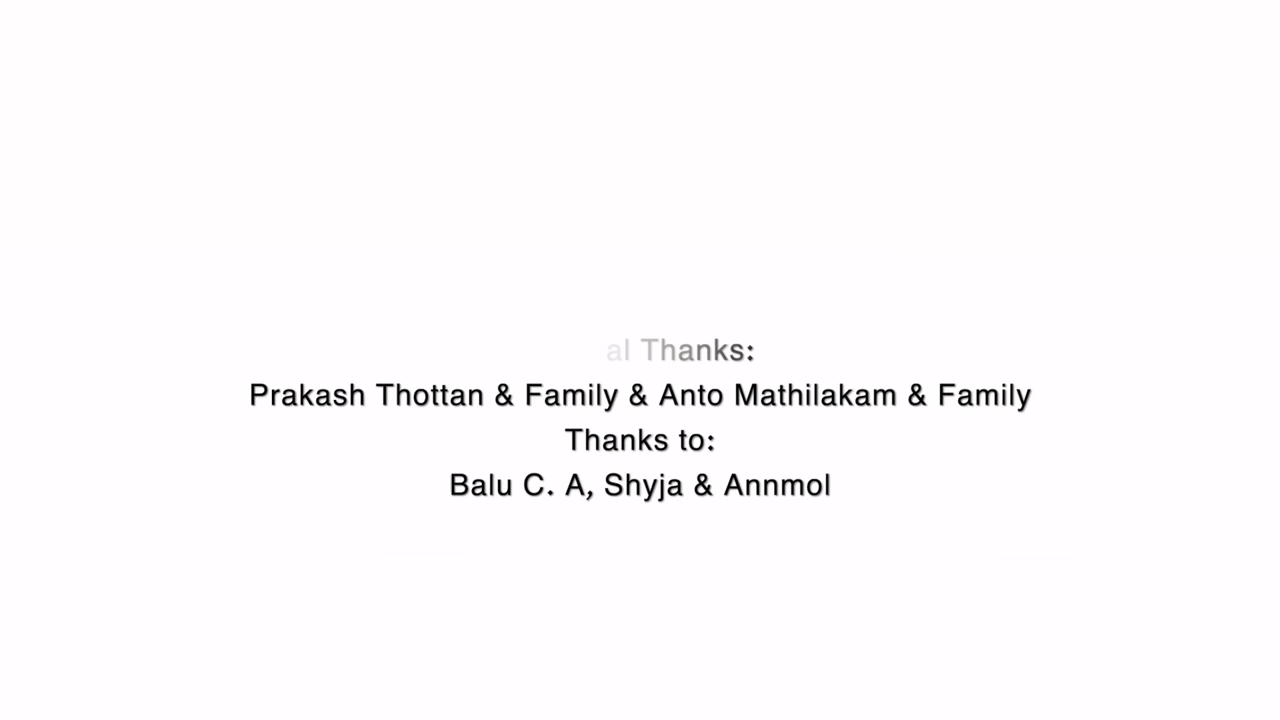 al Thanks:
Prakash Thottan & Family & Anto Mathilakam & Family
Thanks to:
Balu C. A, Shyja & Annmol